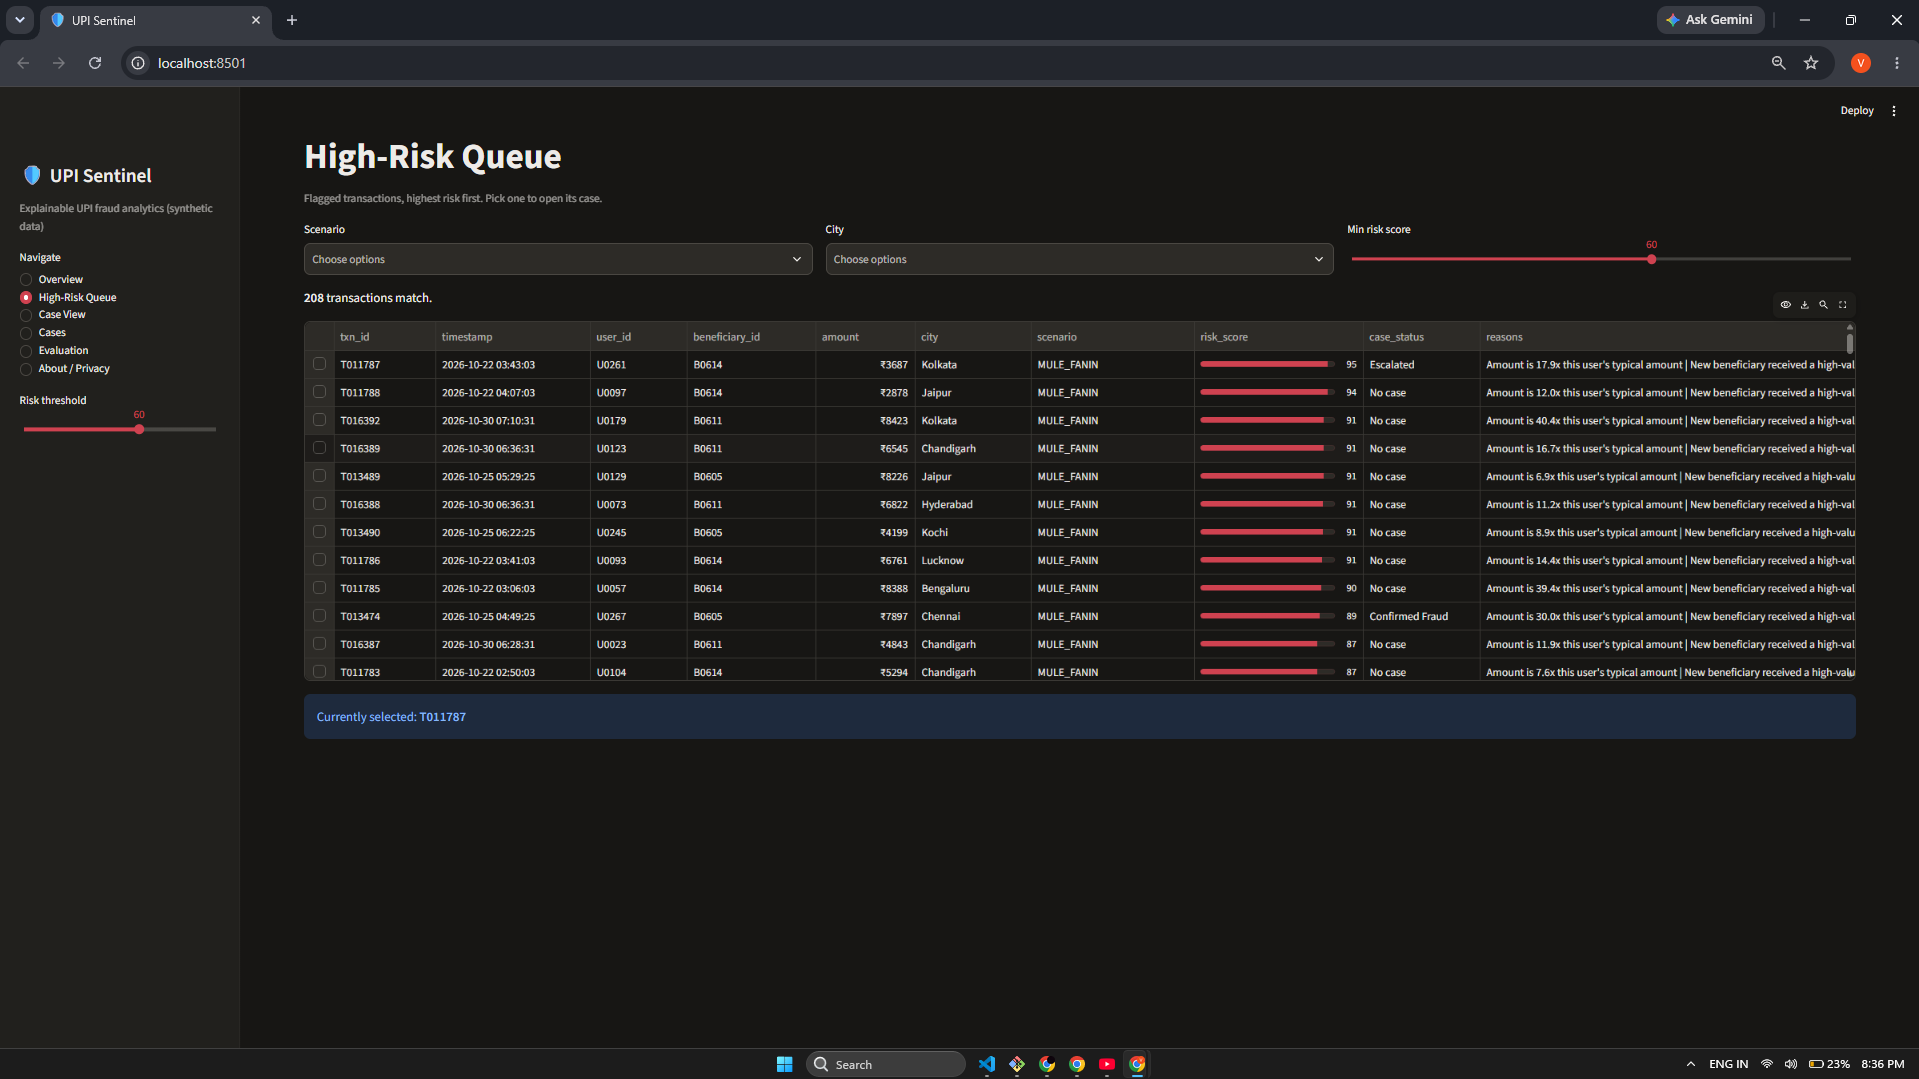 UPI Sentinel
Ask Gemini
localhost:8501
V
Deploy
UPI Sentinel
Explainable UPI fraud analytics (synthetic
data)
Navigate
Overview
High-Risk Queue
Case View
Cases
Evaluation
About / Privacy
Risk threshold
60
High-Risk Queue
Flagged transactions, highest risk first. Pick one to open its case.
Scenario City Min risk score
Choose options Choose options 60
208 transactions match.
txn_id timestamp user_id beneficiary_id amount city scenario risk_score case_status reasons
T011787 2026-10-22 03:43:03 U0261 B0614 ₹3687 Kolkata MULE_FANIN 95 Escalated Amount is 17.9x this user's typical amount | New beneficiary received a high-val
T011788 2026-10-22 04:07:03 U0097 B0614 ₹2878 Jaipur MULE_FANIN 94 No case Amount is 12.0x this user's typical amount | New beneficiary received a high-val
T016392 2026-10-30 07:10:31 U0179 B0611 ₹8423 Kolkata MULE_FANIN 91 No case Amount is 40.4x this user's typical amount | New beneficiary received a high-val
T016389 2026-10-30 06:36:31 U0123 B0611 ₹6545 Chandigarh MULE_FANIN 91 No case Amount is 16.7x this user's typical amount | New beneficiary received a high-val
T013489 2026-10-25 05:29:25 U0129 B0605 ₹8226 Jaipur MULE_FANIN 91 No case Amount is 6.9x this user's typical amount | New beneficiary received a high-valu
T016388 2026-10-30 06:36:31 U0073 B0611 ₹6822 Hyderabad MULE_FANIN 91 No case Amount is 11.2x this user's typical amount | New beneficiary received a high-val
T013490 2026-10-25 06:22:25 U0245 B0605 ₹4199 Kochi MULE_FANIN 91 No case Amount is 8.9x this user's typical amount | New beneficiary received a high-valu
T011786 2026-10-22 03:41:03 U0093 B0614 ₹6761 Lucknow MULE_FANIN 91 No case Amount is 14.4x this user's typical amount | New beneficiary received a high-val
T011785 2026-10-22 03:06:03 U0057 B0614 ₹8388 Bengaluru MULE_FANIN 90 No case Amount is 39.4x this user's typical amount | New beneficiary received a high-val
T013474 2026-10-25 04:49:25 U0267 B0605 ₹7897 Chennai MULE_FANIN 89 Confirmed Fraud Amount is 30.0x this user's typical amount | New beneficiary received a high-val
T016387 2026-10-30 06:28:31 U0023 B0611 ₹4843 Chandigarh MULE_FANIN 87 No case Amount is 11.9x this user's typical amount | New beneficiary received a high-val
T011783 2026-10-22 02:50:03 U0104 B0614 ₹5294 Chandigarh MULE_FANIN 87 No case Amount is 7.6x this user's typical amount | New beneficiary received a high-valu
Currently selected: T011787
Search
ENG IN 23% 8:36 PM